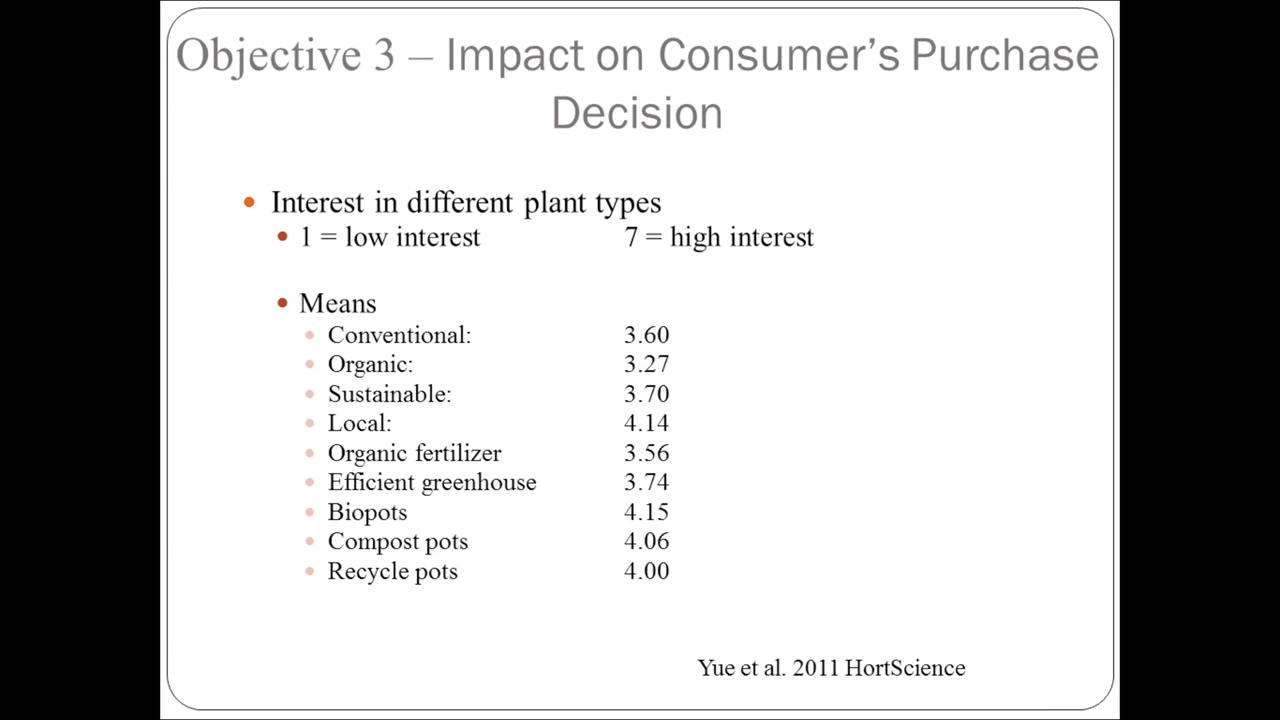 Objective 3 – Impact on Consumer’s Purchase
Decision
Interest in different plant types
1 = low interest 7 = high interest
Means
Conventional: 3.60
Organic: 3.27
Sustainable: 3.70
Local: 4.14
Organic fertilizer 3.56
Efficient greenhouse 3.74
Biopots 4.15
Compost pots 4.06
Recycle pots 4.00
Yue et al. 2011 HortScience